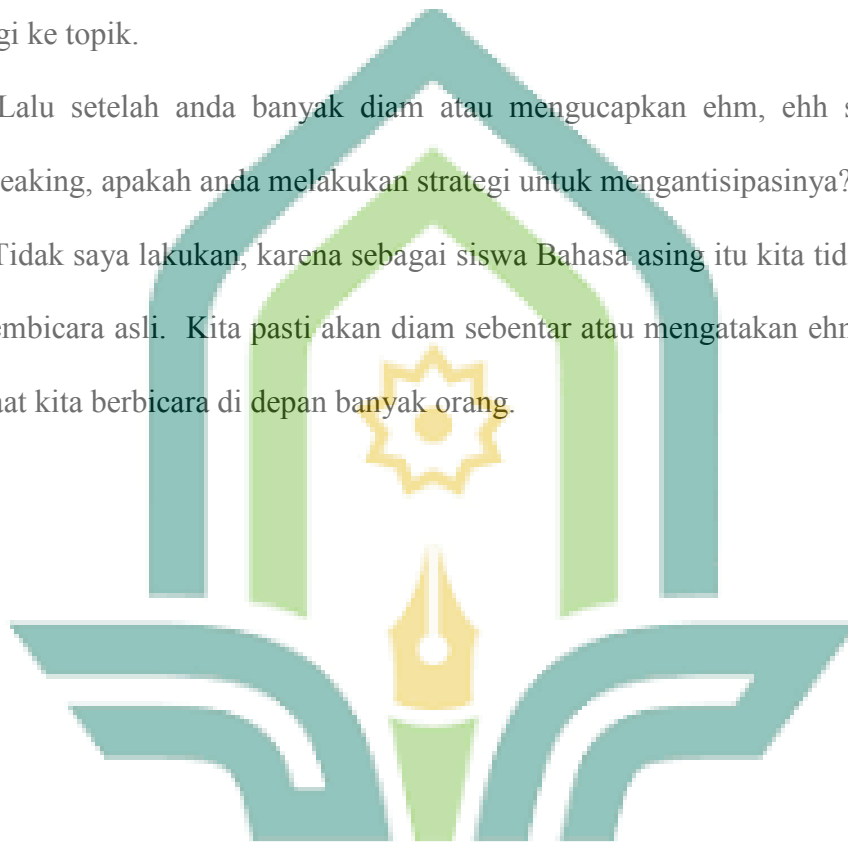 gi ke topik.
Lalu setelah anda banyak diam atau mengucapkan ehm, ehh s
eaking, apakah anda melakukan strategi untuk mengantisipasinya?
Tidak saya lakukan, karena sebagai siswa Bahasa asing itu kita tid
embicara asli. Kita pasti akan diam sebentar atau mengatakan ehm
aat kita berbicara di depan banyak orang.